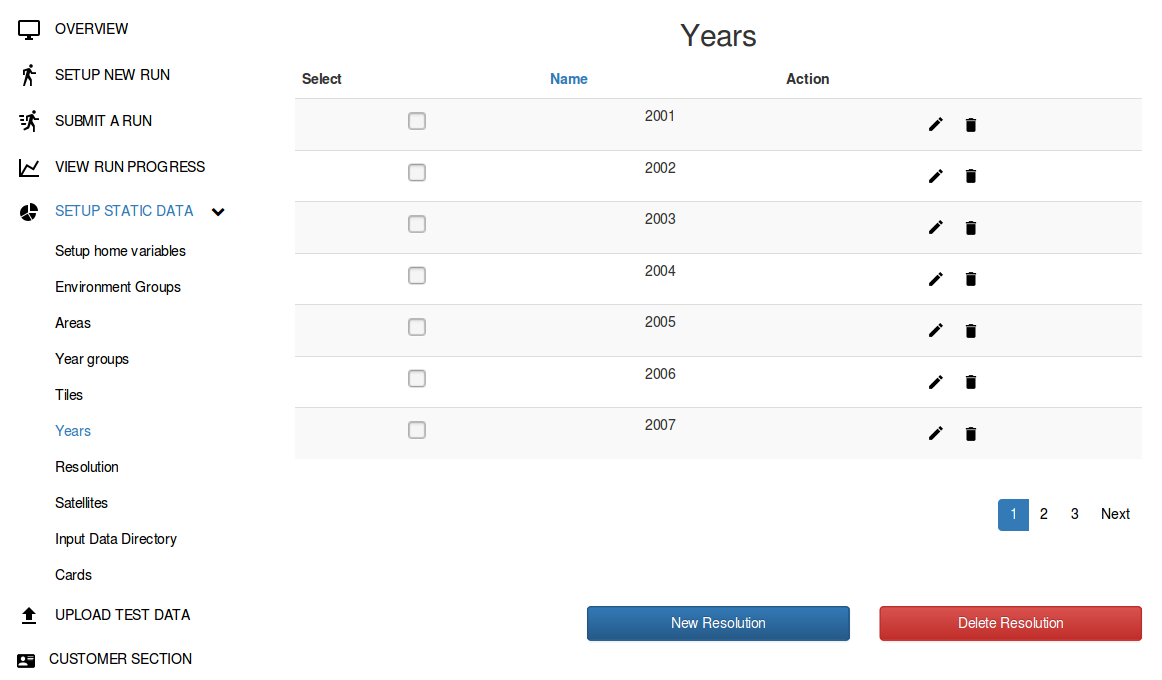 OVERVIEW
SETUP NEW RUN
SUBMIT A RUN
VIEW RUN PROGRESS
SETUP STATIC DATA
Setup home variables
Environment Groups
Areas
Year groups
Tiles
Years
Resolution
Satellites
Input Data Directory
Cards
UPLOAD TEST DATA
CUSTOMER SECTION
Years
Select Name Action
2001
2002
2003
2004
2005
2006
2007
1 2 3 Next
New Resolution Delete Resolution